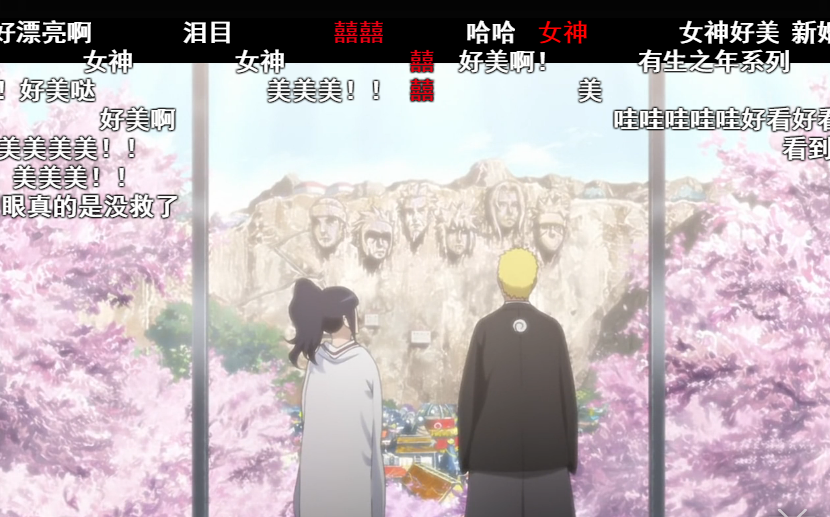 好漂亮啊 泪目 囍囍 哈哈 女神 女神好美 新娘
女神 女神 囍 好美啊！ 有生之年系列
！好美哒 美美美！！ 囍 美
好美啊 哇哇哇哇哇好看好看
美美美美！！ 看到
美美美！！
眼真的是没救了